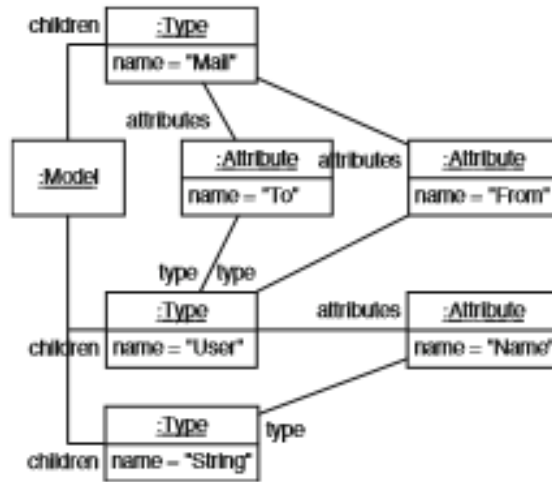 children
:Type
name = "Mail"
attributes
:Attribute
name = "To"
attributes
:Attribute
name = "From"
:Model
type
type
:Type
name = "User"
children
attributes
:Attribute
name = "Name"
:Type
name = "String"
children
type